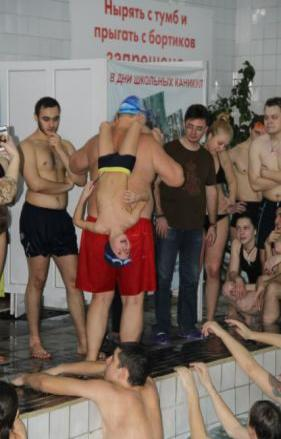 Нырять с тумб и
прыгать с бортиков
запрещено
В ДНИ ШКОЛЬНЫХ КАНИКУЛ